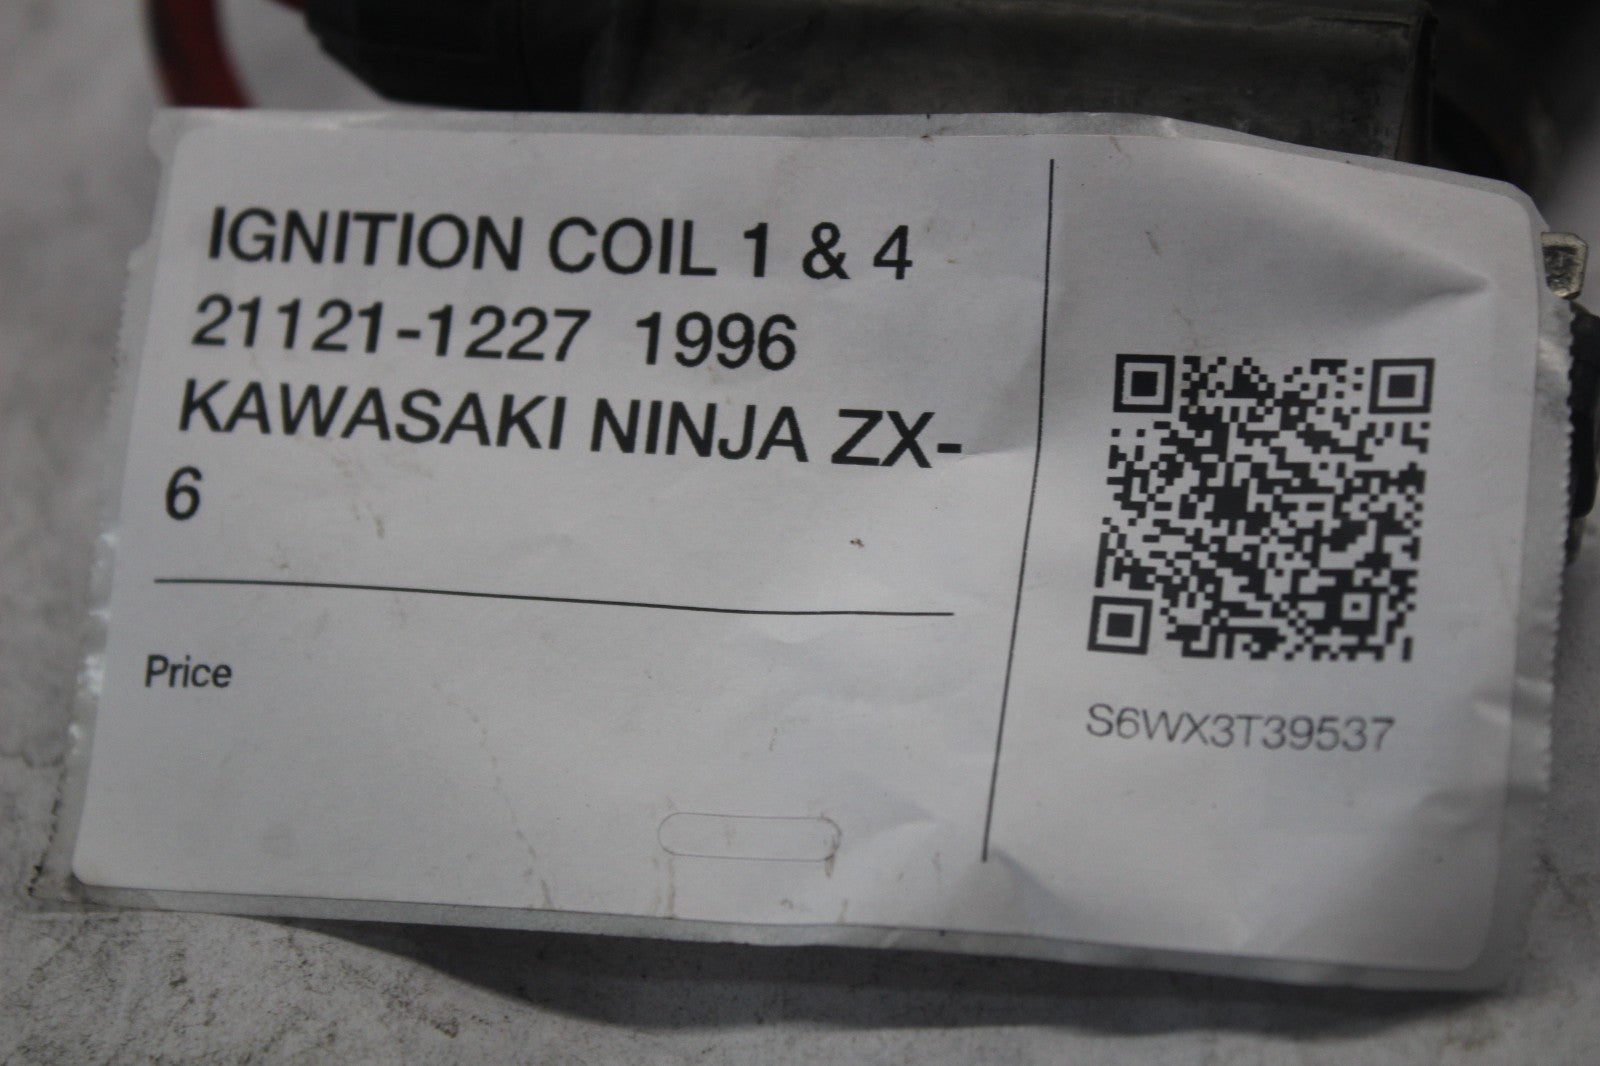 IGNITION COIL 1 & 4
21121-1227 1996
KAWASAKI NINJA ZX-
6
Price
S6WX3T39537